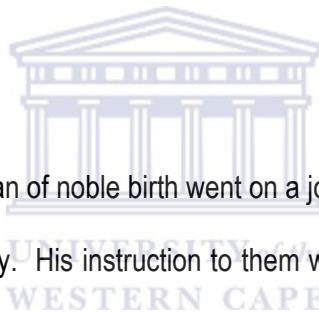 an of noble birth went on a jo
UNIVERSITY of the
y. His instruction to them w
WESTERN CAPE